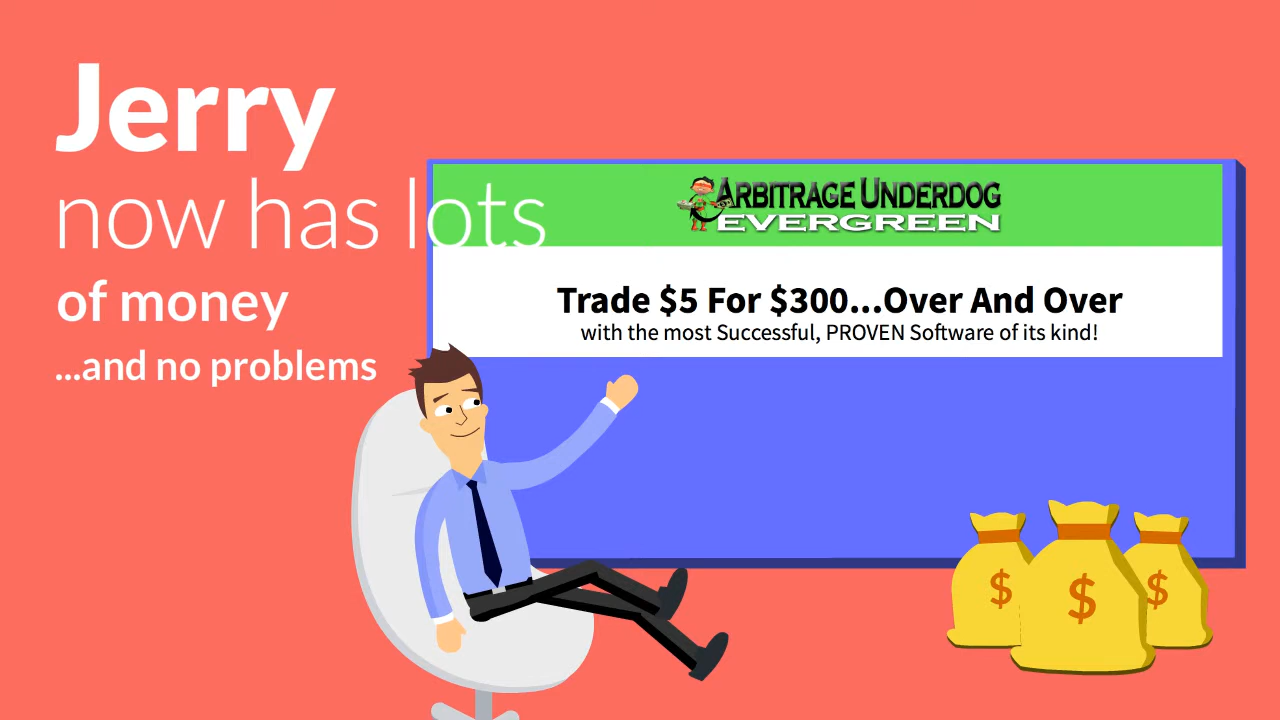 Jerry
now has lots
of money
...and no problems
ARBITRAGE UNDERDOG
EVERGREEN
Trade $5 For $300...Over And Over
with the most Successful, PROVEN Software of its kind!
$ $ $